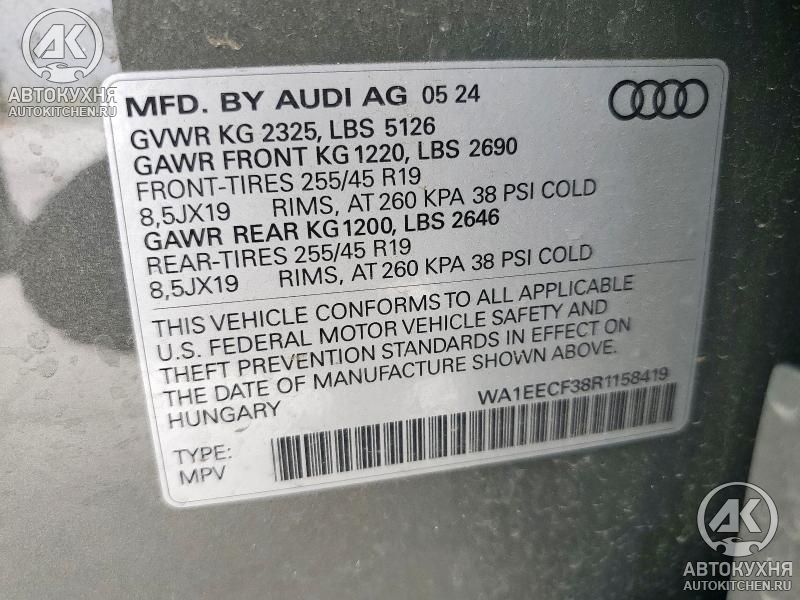 АВТОКУХНЯ
AUTOKITCHEN.RU
MFD. BY AUDI AG 05 24
GVWR KG 2325, LBS 5126
GAWR FRONT KG 1220, LBS 2690
FRONT-TIRES 255/45 R19
8,5JX19 RIMS, AT 260 KPA 38 PSI COLD
GAWR REAR KG 1200, LBS 2646
REAR-TIRES 255/45 R19
8,5JX19 RIMS, AT 260 KPA 38 PSI COLD
THIS VEHICLE CONFORMS TO ALL APPLICABLE
U.S. FEDERAL MOTOR VEHICLE SAFETY AND
THEFT PREVENTION STANDARDS IN EFFECT ON
THE DATE OF MANUFACTURE SHOWN ABOVE.
HUNGARY
WA1EECF38R1158419
TYPE:
MPV
АВТОКУХНЯ
AUTOKITCHEN.RU